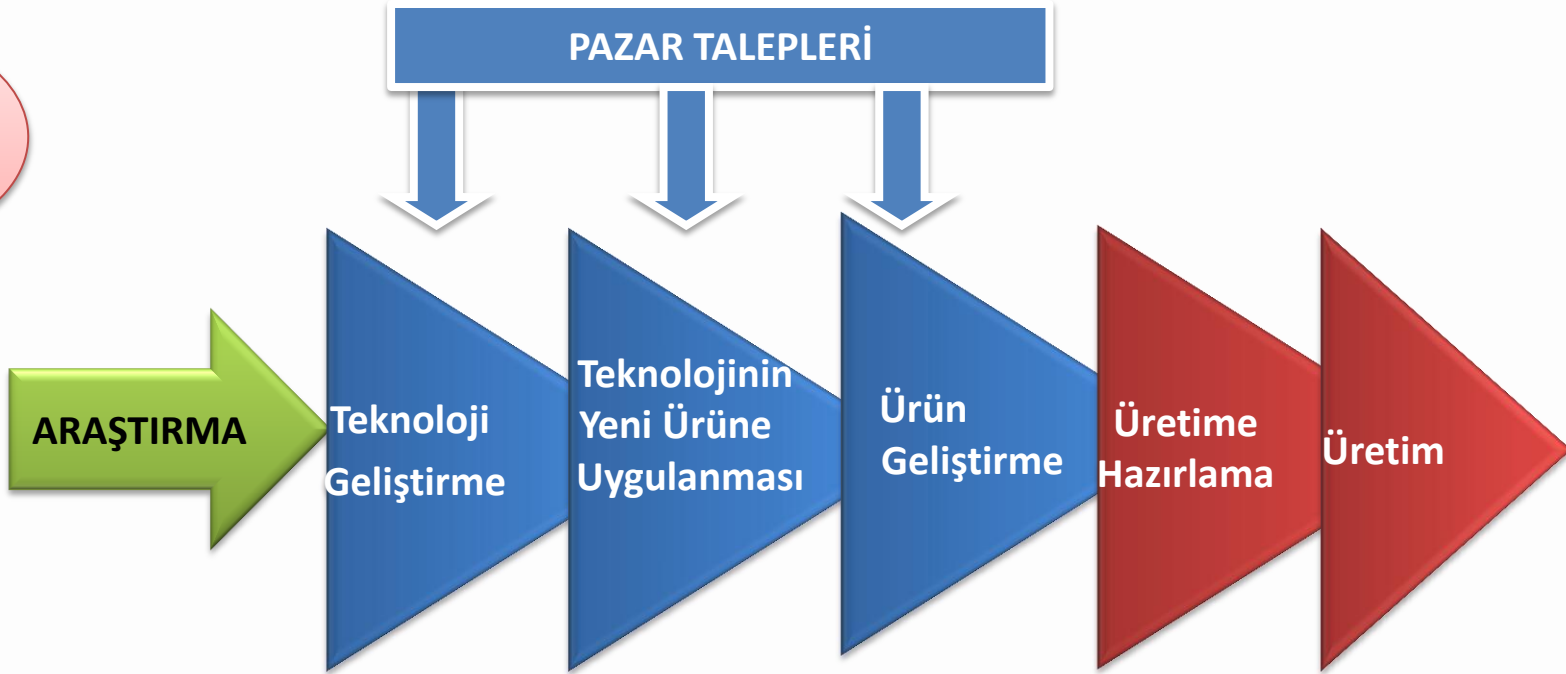 PAZAR TALEPLERİ
ARAŞTIRMA
Teknoloji
Geliştirme
Teknolojinin
Yeni Ürüne
Uygulanması
Ürün
Geliştirme
Üretime
Hazırlama
Üretim